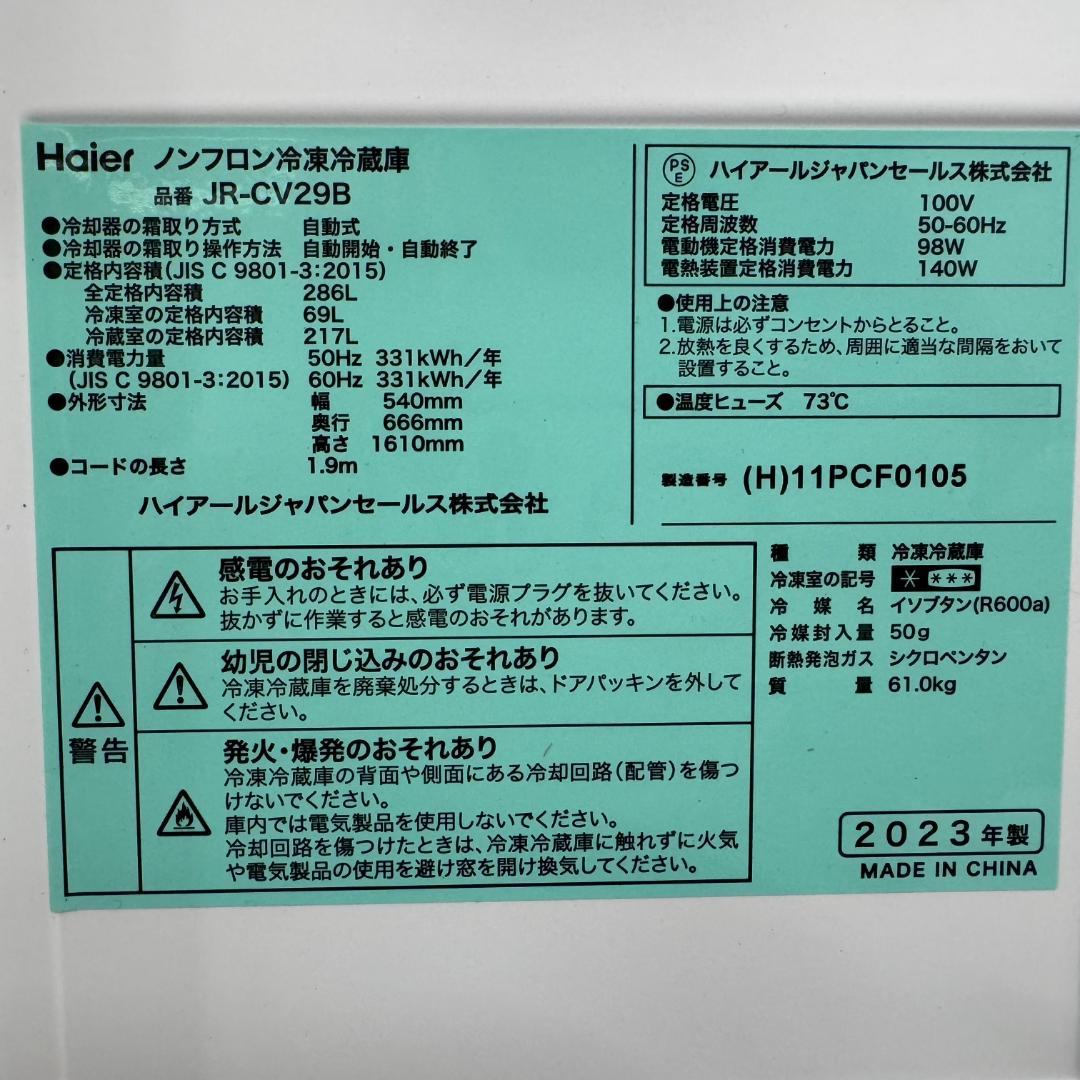 Haier ノンフロン冷凍冷蔵庫
品番 JR-CV29B
●冷却器の霜取り方式 自動式
●冷却器の霜取り操作方法 自動開始・自動終了
●定格内容積(JIS C 9801-3:2015)
全定格内容積 286L
冷凍室の定格内容積 69L
冷蔵室の定格内容積 217L
●消費電力量 50Hz 331kWh/年
(JIS C 9801-3:2015) 60Hz 331kWh/年
●外形寸法 幅 540mm
奥行 666mm
高さ 1610mm
●コードの長さ 1.9m
ハイアールジャパンセールス株式会社
PSE ハイアールジャパンセールス株式会社
定格電圧 100V
定格周波数 50-60Hz
電動機定格消費電力 98W
電熱装置定格消費電力 140W
●使用上の注意
1.電源は必ずコンセントからとること。
2.放熱を良くするため、周囲に適当な間隔をおいて
設置すること。
●温度ヒューズ 73℃
製造番号 (H)11PCF0105
警告
感電のおそれあり
お手入れのときには、必ず電源プラグを抜いてください。
抜かずに作業すると感電のおそれがあります。
幼児の閉じ込みのおそれあり
冷凍冷蔵庫を廃棄処分するときは、ドアパッキンを外して
ください。
発火・爆発のおそれあり
冷凍冷蔵庫の背面や側面にある冷却回路(配管)を傷つ
けないでください。
庫内では電気製品を使用しないでください。
冷却回路を傷つけたときは、冷凍冷蔵庫に触れずに火気
や電気製品の使用を避け窓を開け換気してください。
種類 冷凍冷蔵庫
冷凍室の記号 * ***
冷媒名 イソブタン(R600a)
冷媒封入量 50g
断熱発泡ガス シクロペンタン
質量 61.0kg
2023年製
MADE IN CHINA